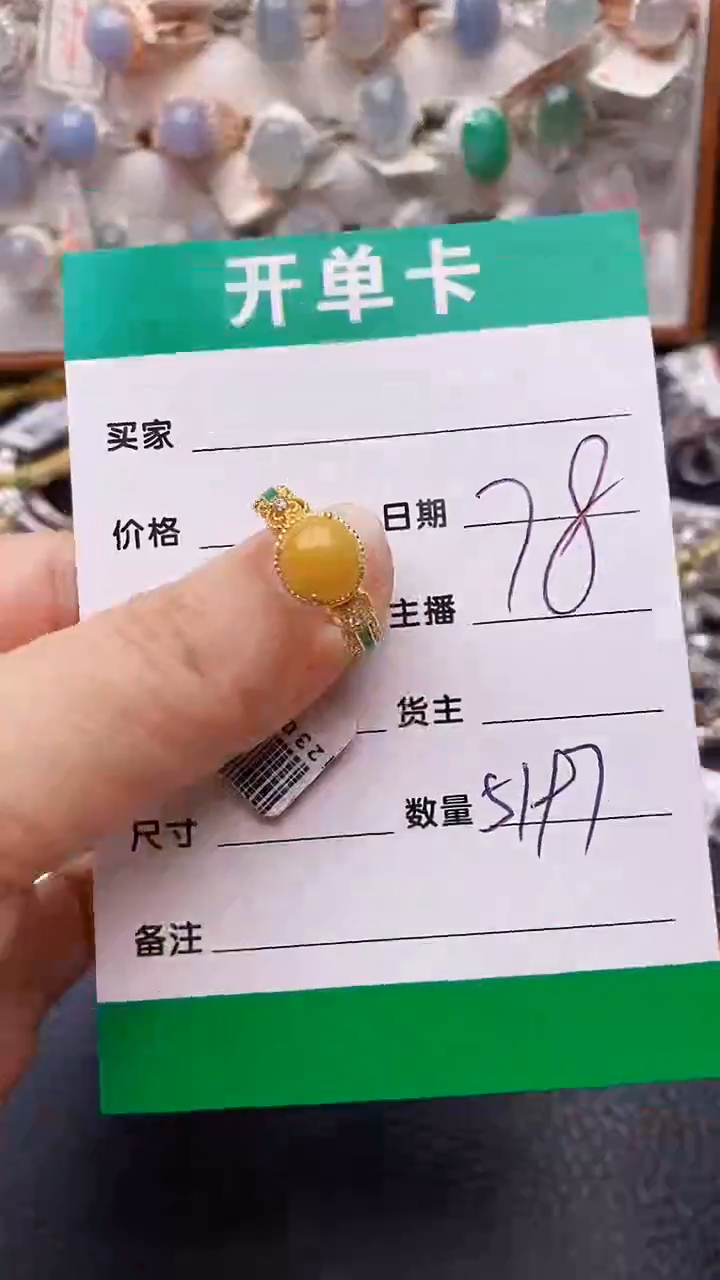 开单卡
买家
价格 日期 78
主播
货主
尺寸 数量
备注